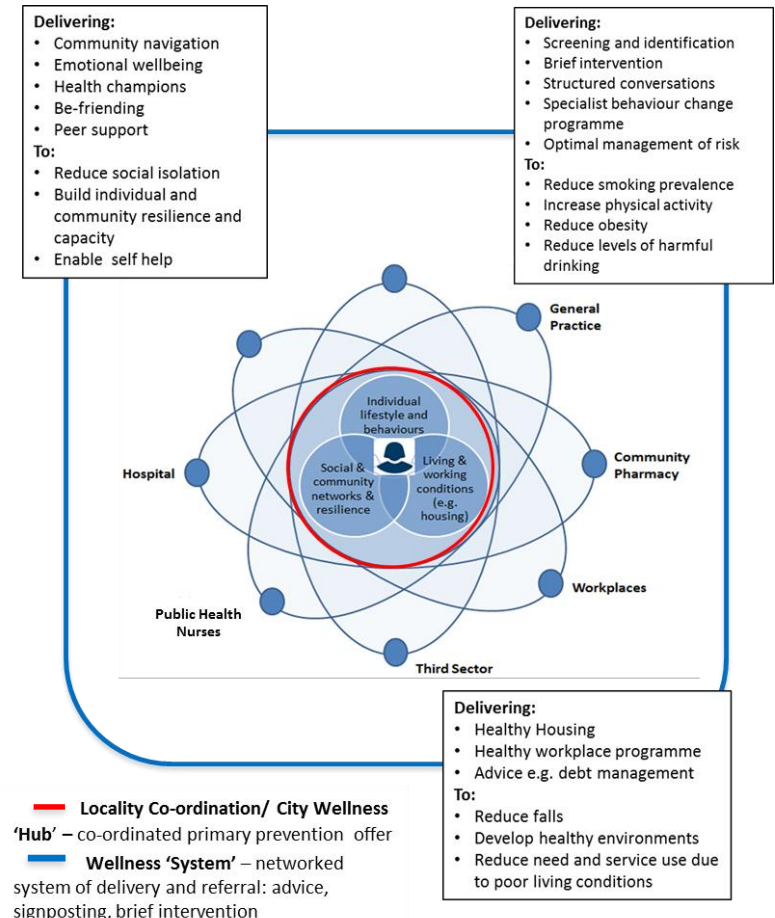 Delivering:
• Community navigation
• Emotional wellbeing
• Health champions
• Be-friending
• Peer support
To:
• Reduce social isolation
• Build individual and
community resilience and
capacity
• Enable self help
Delivering:
• Screening and identification
• Brief intervention
• Structured conversations
• Specialist behaviour change
programme
• Optimal management of risk
To:
• Reduce smoking prevalence
• Increase physical activity
• Reduce obesity
• Reduce levels of harmful
drinking
General
Practice
Individual
lifestyle and
behaviours
Social &
community
networks &
resilience
Living &
working
conditions
(e.g.
housing)
Hospital
Community
Pharmacy
Workplaces
Public Health
Nurses
Third Sector
Delivering:
• Healthy Housing
• Healthy workplace programme
• Advice e.g. debt management
To:
• Reduce falls
• Develop healthy environments
• Reduce need and service use due
to poor living conditions
Locality Co-ordination/ City Wellness
‘Hub’ – co-ordinated primary prevention offer
Wellness ‘System’ – networked
system of delivery and referral: advice,
signposting, brief intervention